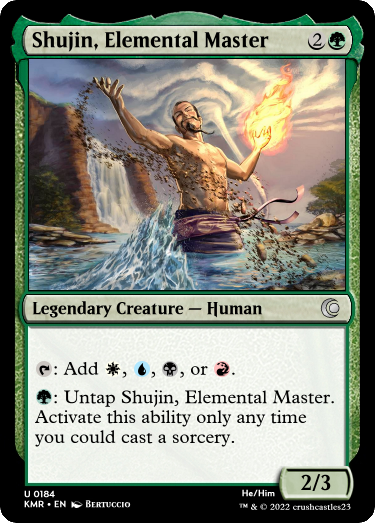 Shujin, Elemental Master 2
Legendary Creature — Human
: Add , , , or .
: Untap Shujin, Elemental Master.
Activate this ability only any time
you could cast a sorcery.
2/3
U 0184
He/Him
KMR • EN BERTUCCIO
™ & © 2022 crushcastles23